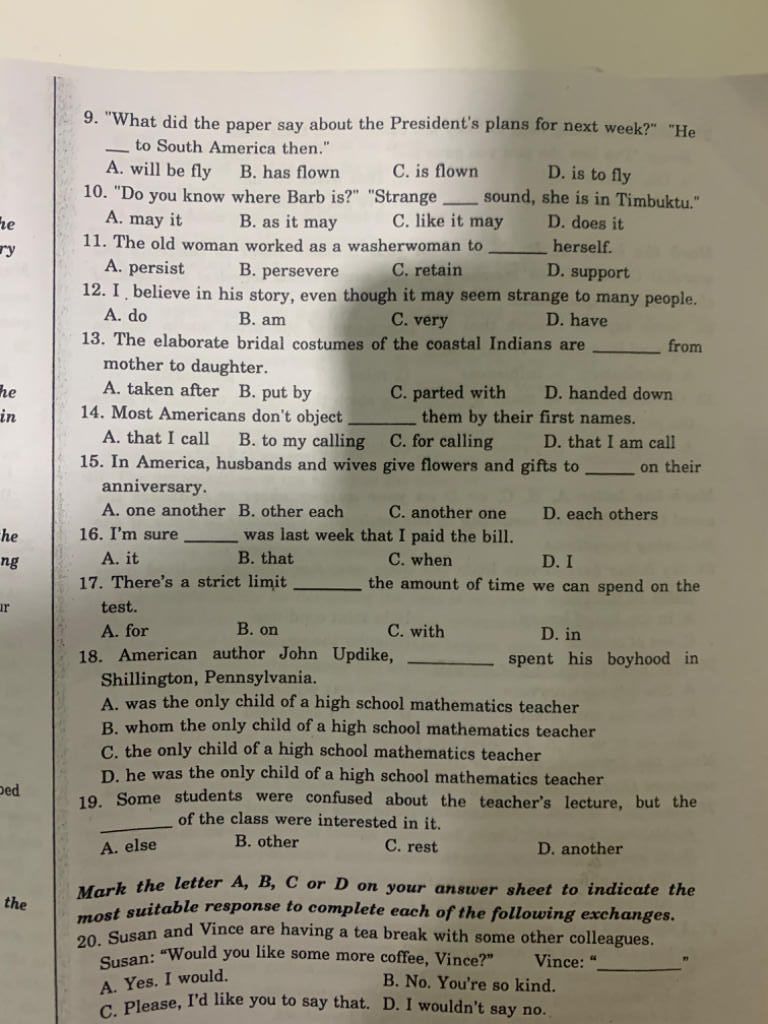 9. "What did the paper say about the President's plans for next week?" "He
___ to South America then."
A. will be fly B. has flown C. is flown D. is to fly
10. "Do you know where Barb is?" "Strange ____ sound, she is in Timbuktu."
A. may it B. as it may C. like it may D. does it
11. The old woman worked as a washerwoman to ______ herself.
A. persist B. persevere C. retain D. support
12. I believe in his story, even though it may seem strange to many people.
A. do B. am C. very D. have
13. The elaborate bridal costumes of the coastal Indians are _______ from
mother to daughter.
A. taken after B. put by C. parted with D. handed down
14. Most Americans don't object _______ them by their first names.
A. that I call B. to my calling C. for calling D. that I am call
15. In America, husbands and wives give flowers and gifts to _____ on their
anniversary.
A. one another B. other each C. another one D. each others
16. I'm sure ______ was last week that I paid the bill.
A. it B. that C. when D. I
17. There's a strict limit _______ the amount of time we can spend on the
test.
A. for B. on C. with D. in
18. American author John Updike, _________ spent his boyhood in
Shillington, Pennsylvania.
A. was the only child of a high school mathematics teacher
B. whom the only child of a high school mathematics teacher
C. the only child of a high school mathematics teacher
D. he was the only child of a high school mathematics teacher
19. Some students were confused about the teacher's lecture, but the
_______ of the class were interested in it.
A. else B. other C. rest D. another
Mark the letter A, B, C or D on your answer sheet to indicate the
most suitable response to complete each of the following exchanges.
20. Susan and Vince are having a tea break with some other colleagues.
Susan: "Would you like some more coffee, Vince?" Vince: "_________"
A. Yes. I would. B. No. You're so kind.
C. Please, I'd like you to say that. D. I wouldn't say no.
in
the